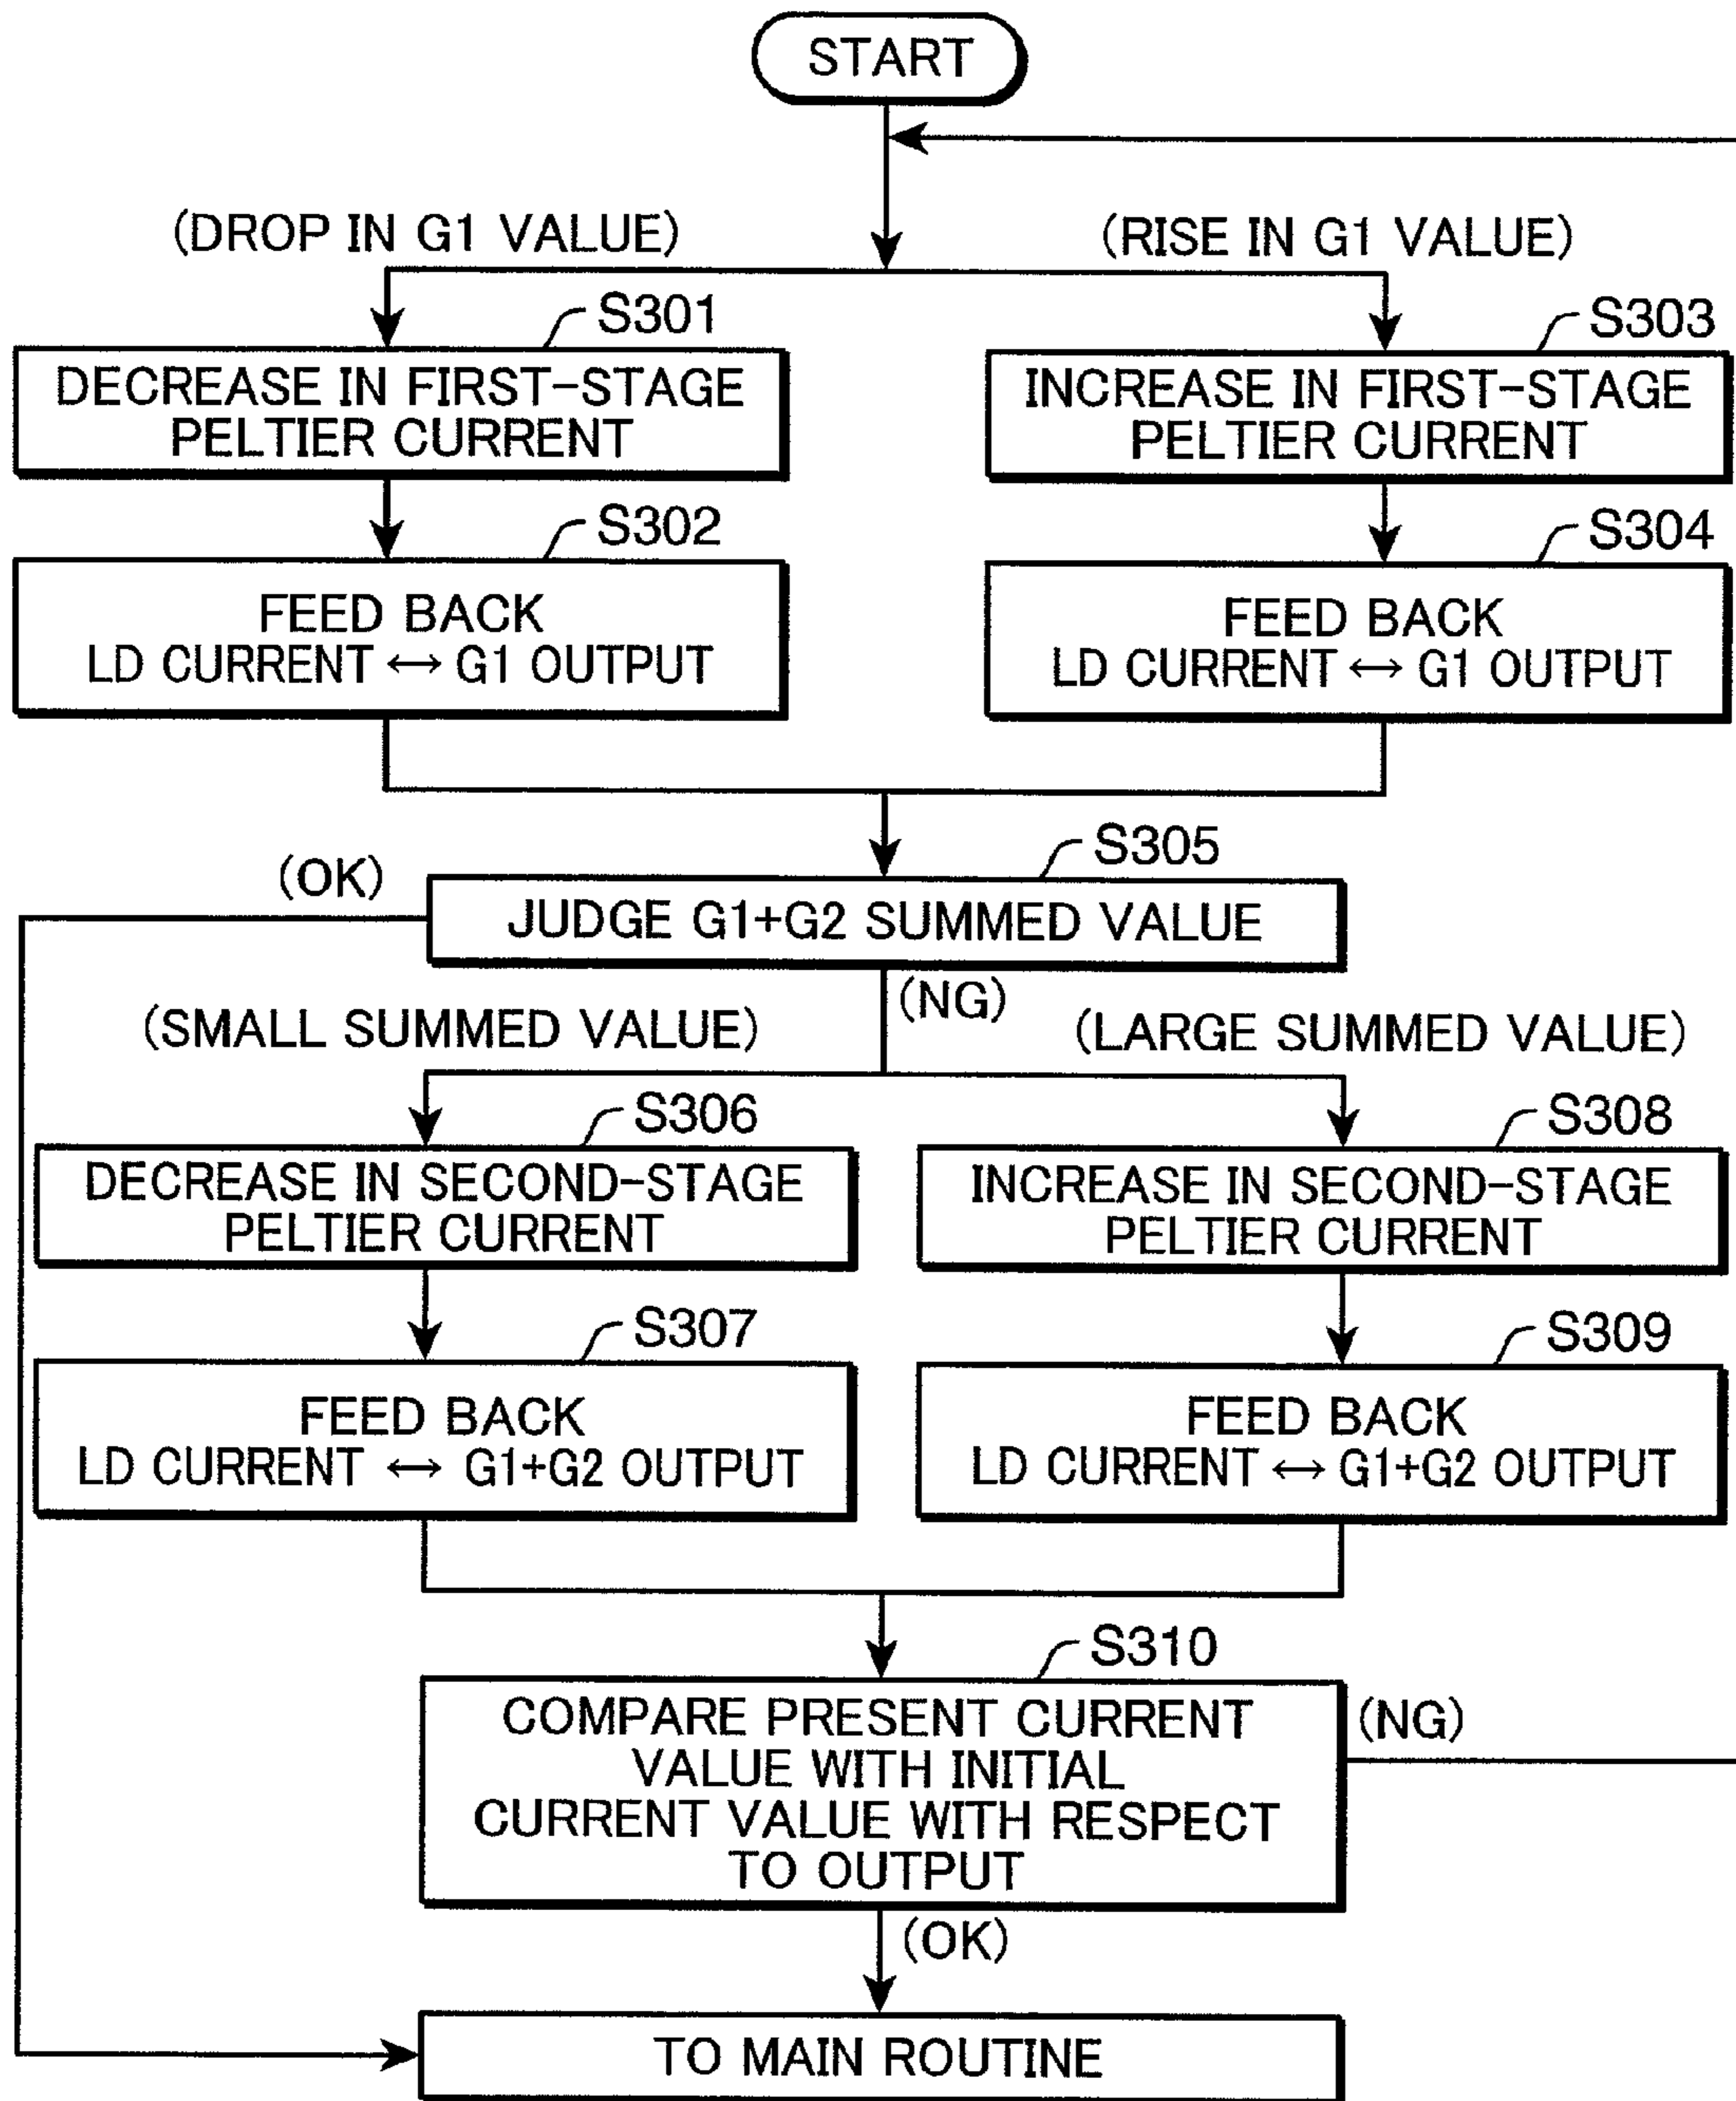 START
(DROP IN G1 VALUE)
(RISE IN G1 VALUE)
S301
S303
DECREASE IN FIRST-STAGE
PELTIER CURRENT
INCREASE IN FIRST-STAGE
PELTIER CURRENT
S302
S304
FEED BACK
LD CURRENT ↔ G1 OUTPUT
FEED BACK
LD CURRENT ↔ G1 OUTPUT
S305
(OK)
JUDGE G1+G2 SUMMED VALUE
(NG)
(SMALL SUMMED VALUE)
(LARGE SUMMED VALUE)
S306
S308
DECREASE IN SECOND-STAGE
PELTIER CURRENT
INCREASE IN SECOND-STAGE
PELTIER CURRENT
S307
S309
FEED BACK
LD CURRENT ↔ G1+G2 OUTPUT
FEED BACK
LD CURRENT ↔ G1+G2 OUTPUT
S310
COMPARE PRESENT CURRENT
VALUE WITH INITIAL
CURRENT VALUE WITH RESPECT
TO OUTPUT
(NG)
(OK)
TO MAIN ROUTINE